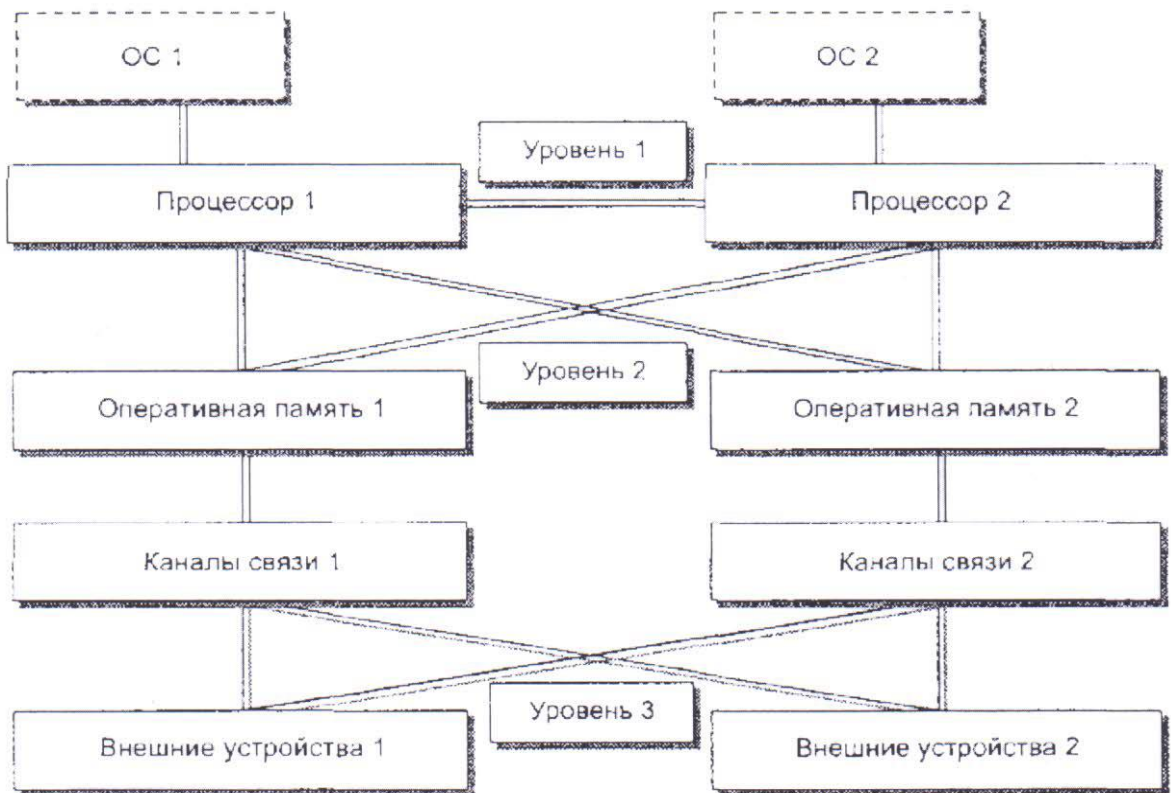 ОС 1
ОС 2
Уровень 1
Процессор 1
Процессор 2
Уровень 2
Оперативная память 1
Оперативная память 2
Каналы связи 1
Каналы связи 2
Уровень 3
Внешние устройства 1
Внешние устройства 2